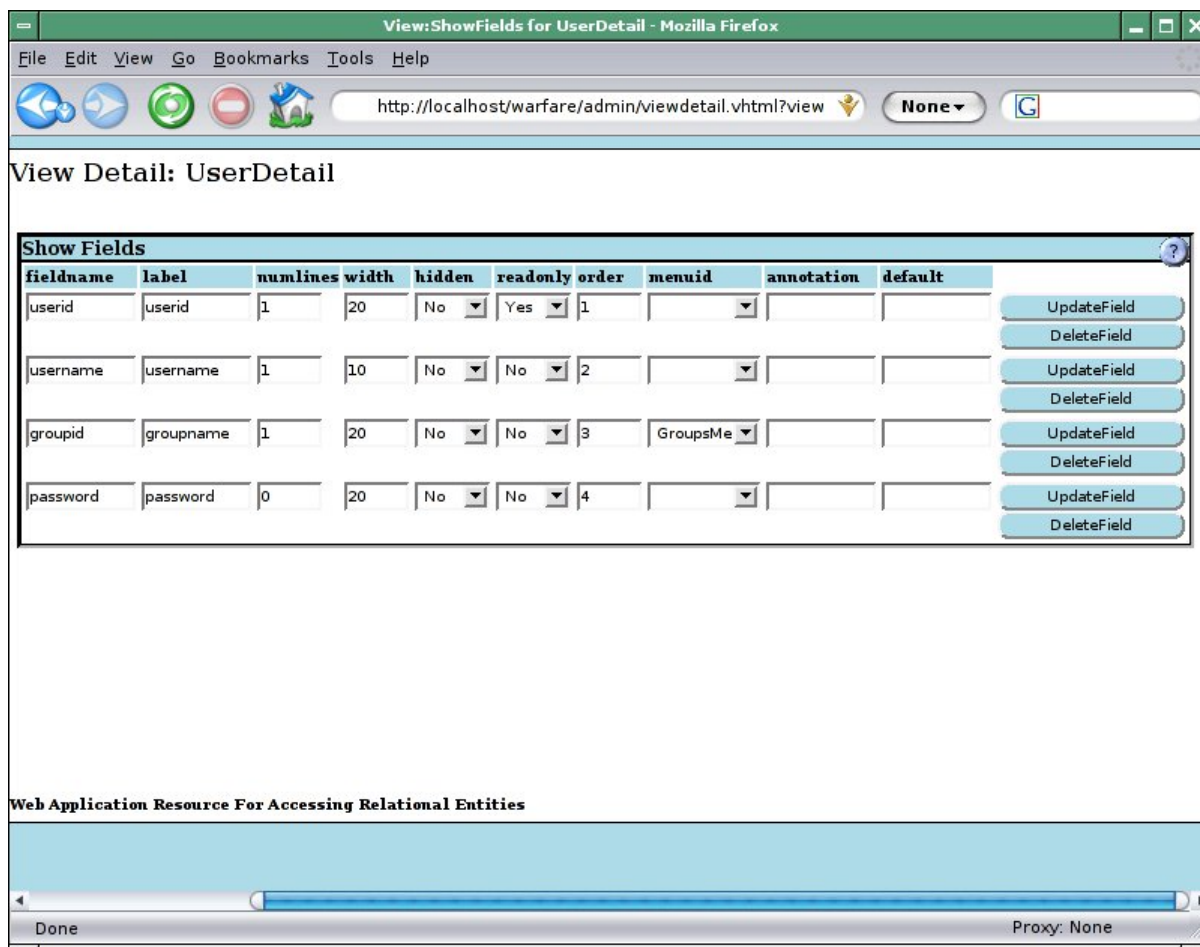 View:ShowFields for UserDetail - Mozilla Firefox
File Edit View Go Bookmarks Tools Help
http://localhost/warfare/admin/viewdetail.vhtml?view None G
View Detail: UserDetail
Show Fields ?
fieldname label numlines width hidden readonly order menuid annotation default
userid userid 1 20 No Yes 1 UpdateField
DeleteField
username username 1 10 No No 2 UpdateField
DeleteField
groupid groupname 1 20 No No 3 GroupsMe UpdateField
DeleteField
password password 0 20 No No 4 UpdateField
DeleteField
Web Application Resource For Accessing Relational Entities
Done Proxy: None